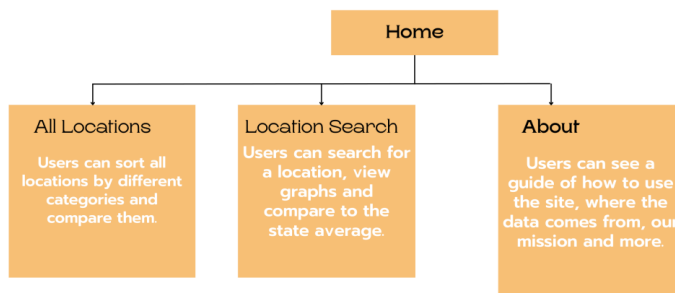 Home
All Locations
Users can sort all
locations by different
categories and
compare them.
Location Search
Users can search for
a location, view
graphs and
compare to the
state average.
About
Users can see a
guide of how to use
the site, where the
data comes from, our
mission and more.